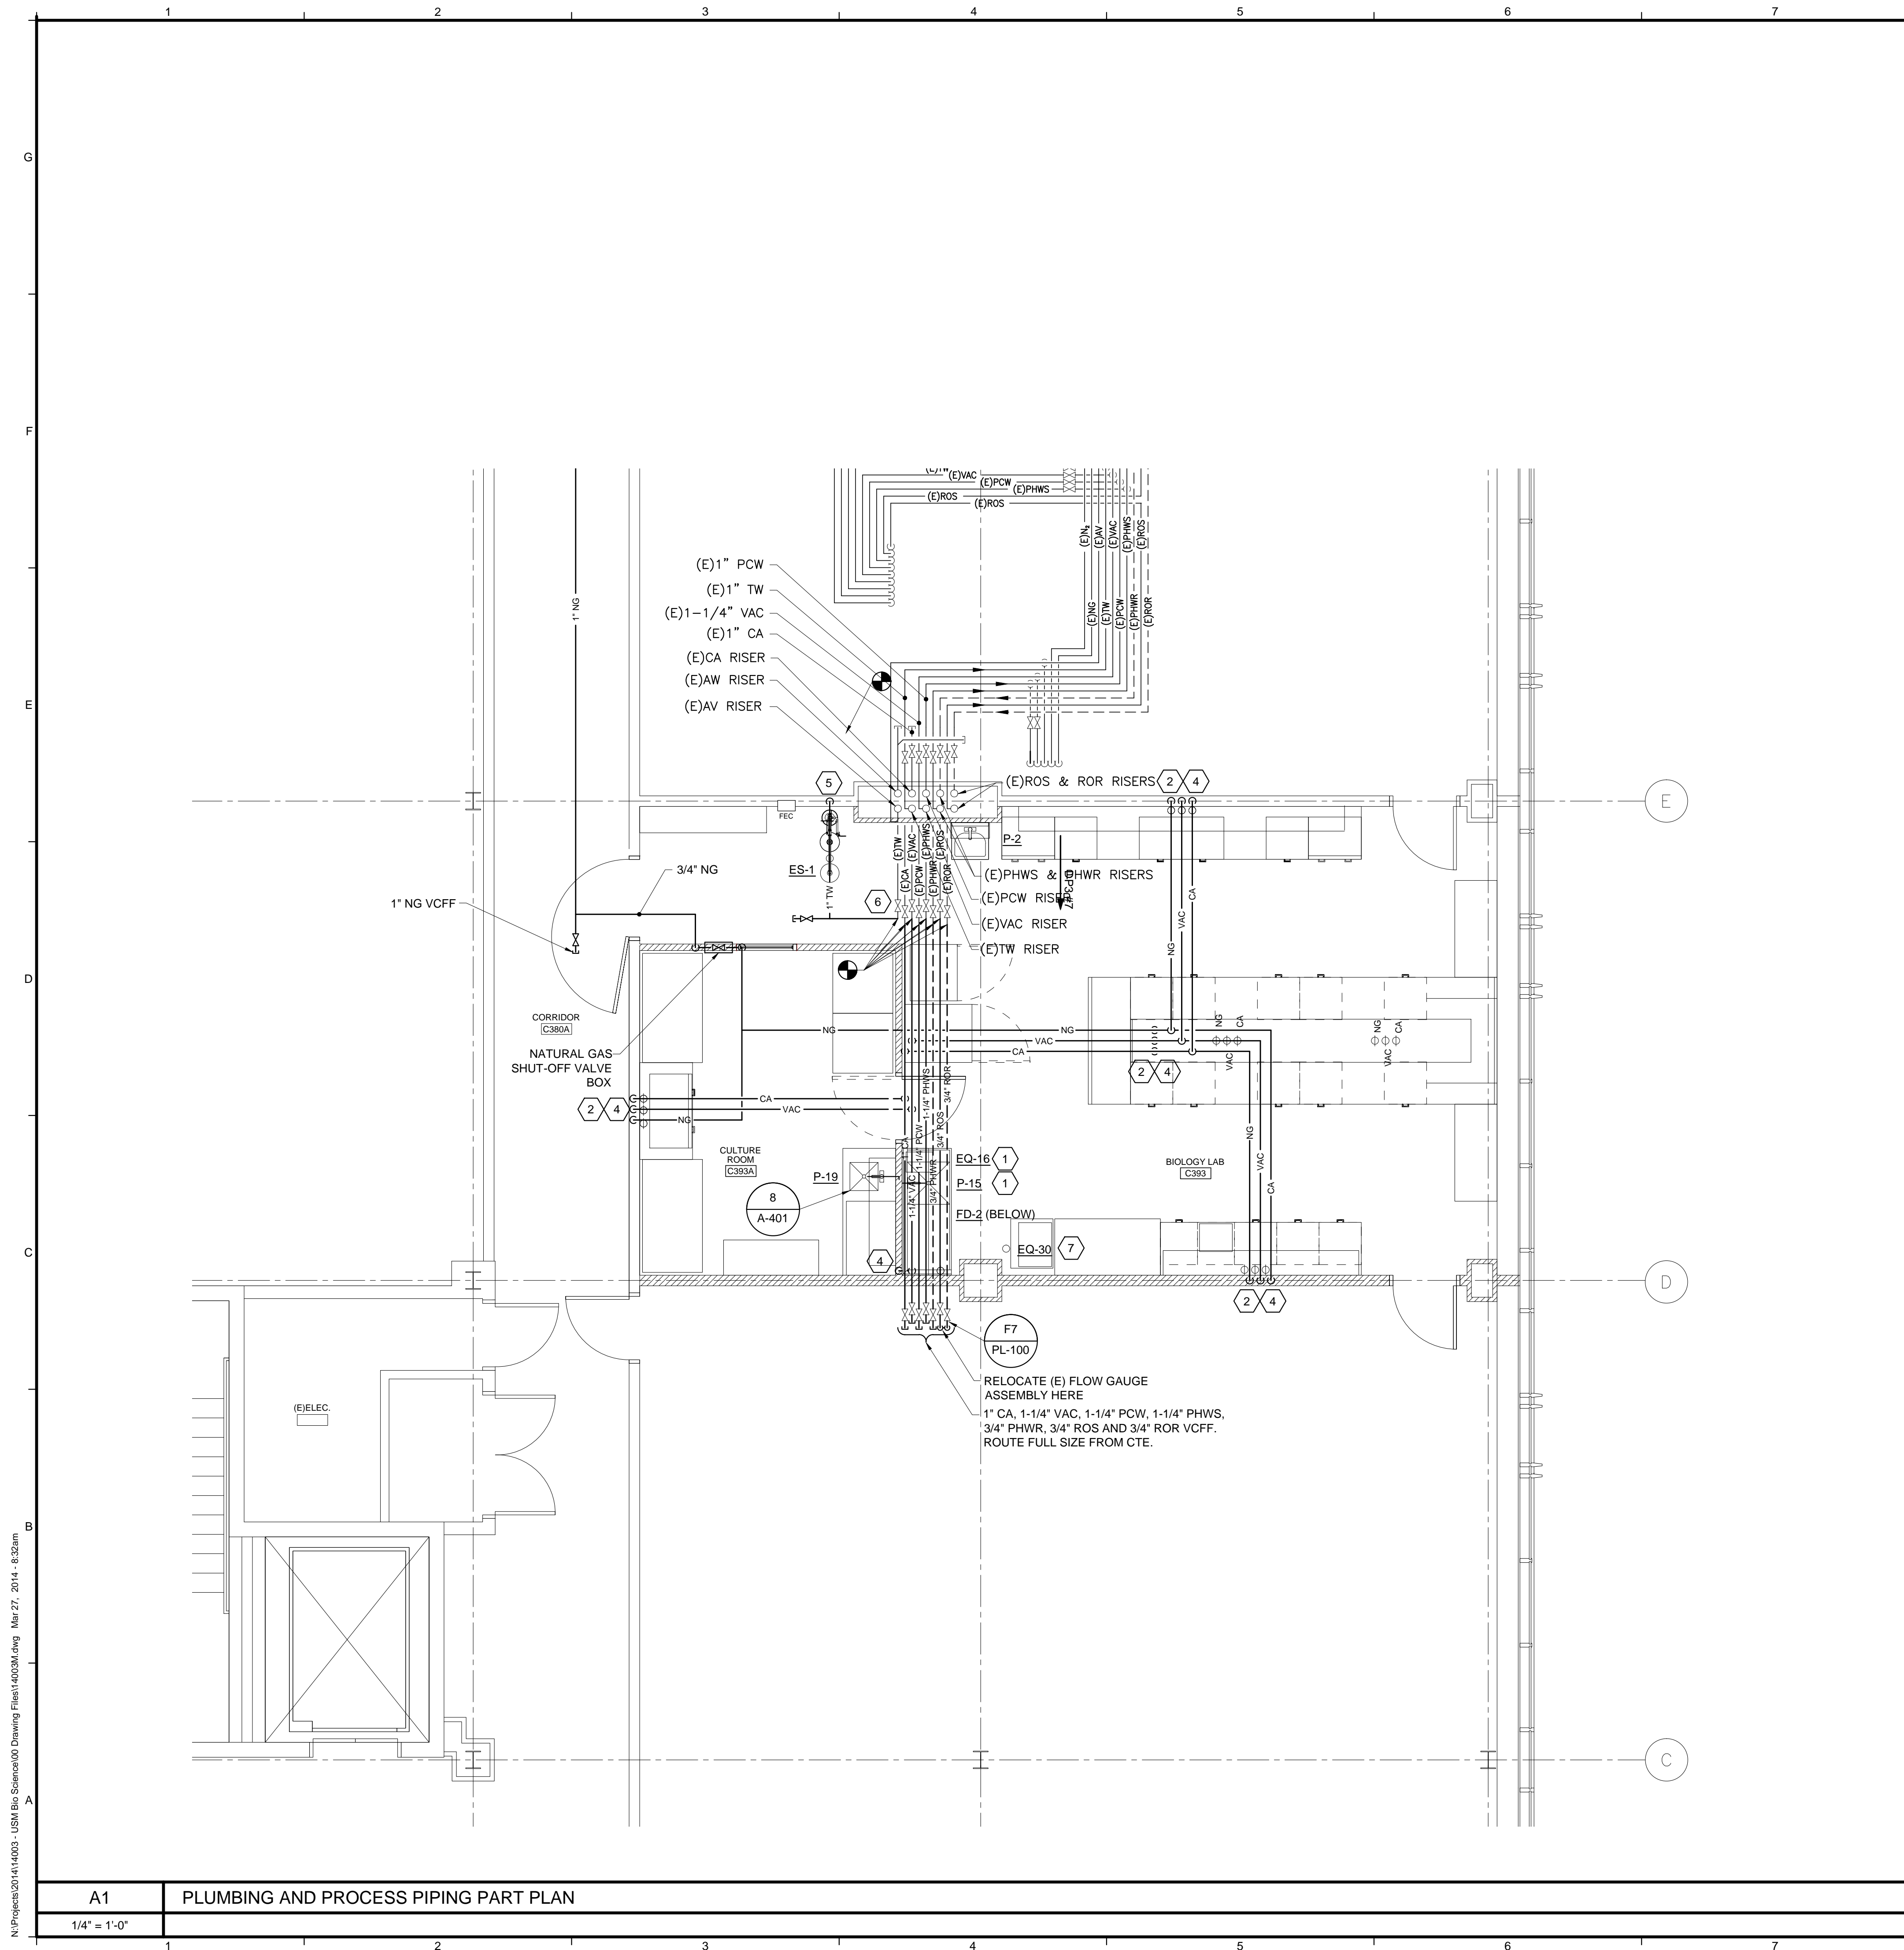 1 2 3 4 5 6 7
G
F
E
D
C
B
A
(E)VAC
(E)PCW
(E)PHWS
(E)ROS
(E)ROS
(E)N2
(E)AV
(E)VAC
(E)PHWS
(E)ROS
(E)NG
(E)TW
(E)PCW
(E)PHWR
(E)ROR
1" NG
(E)1" PCW
(E)1" TW
(E)1-1/4" VAC
(E)1" CA
(E)CA RISER
(E)AW RISER
(E)AV RISER
5
(E)ROS & ROR RISERS
2 4
E
FEC
P-2
ES-1
1" TW
(E)TW
(E)CA
(E)VAC
(E)PCW
(E)PHWS
(E)PHWR
(E)ROS
(E)ROR
(E)PHWS & PHWR RISERS
(E)PCW RISER
(E)VAC RISER
(E)TW RISER
3/4" NG
1" NG VCFF
6
NG
VAC
CA
CORRIDOR
C380A
NATURAL GAS
SHUT-OFF VALVE
BOX
NG
NG
VAC
CA
NG
VAC
CA
NG
VAC
CA
2 4
2 4
CA
VAC
NG
CULTURE
ROOM
C393A
P-19
8
A-401
1-1/4" VAC
1-1/4" PCW
1-1/4" PHWS
3/4" PHWR
3/4" ROS
3/4" ROR
EQ-16 1
P-15 1
FD-2 (BELOW)
EQ-30 7
BIOLOGY LAB
C393
NG
VAC
CA
4
2 4
D
F7
PL-100
RELOCATE (E) FLOW GAUGE
ASSEMBLY HERE
1" CA, 1-1/4" VAC, 1-1/4" PCW, 1-1/4" PHWS,
3/4" PHWR, 3/4" ROS AND 3/4" ROR VCFF.
ROUTE FULL SIZE FROM CTE.
(E)ELEC.
C
N:\Projects\2014\14003 - USM Bio Science\00 Drawing Files\14003M.dwg Mar 27, 2014 - 8:32am
A1 PLUMBING AND PROCESS PIPING PART PLAN
1/4" = 1'-0"
1 2 3 4 5 6 7